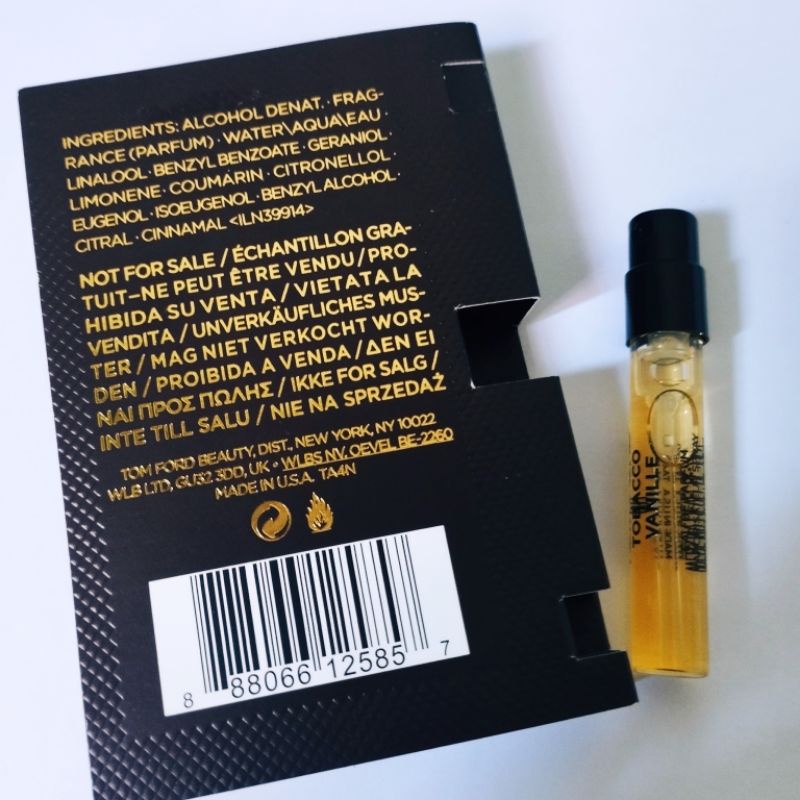 INGREDIENTS: ALCOHOL DENAT. · FRAG-
RANCE (PARFUM) · WATER\AQUA\EAU ·
LINALOOL · BENZYL BENZOATE · GERANIOL ·
LIMONENE · COUMARIN · CITRONELLOL ·
EUGENOL · ISOEUGENOL · BENZYL ALCOHOL ·
CITRAL · CINNAMAL <ILN39914>
NOT FOR SALE / ÉCHANTILLON GRA-
TUIT–NE PEUT ÊTRE VENDU / PRO-
HIBIDA SU VENTA / VIETATA LA
VENDITA / UNVERKÄUFLICHES MUS-
TER / MAG NIET VERKOCHT WOR-
DEN / PROIBIDA A VENDA / ΔEN EI
NAI ΠΡΟΣ ΠΩΛΗΣ / IKKE FOR SALG /
INTE TILL SALU / NIE NA SPRZEDAŻ
TOM FORD BEAUTY, DIST., NEW YORK, NY 10022
WLB LTD, GU32 3DD, UK • WLBS NV, OEVEL BE-2260
MADE IN U.S.A. TA4N
8 88066 12585 7
TOBACCO
VANILLE